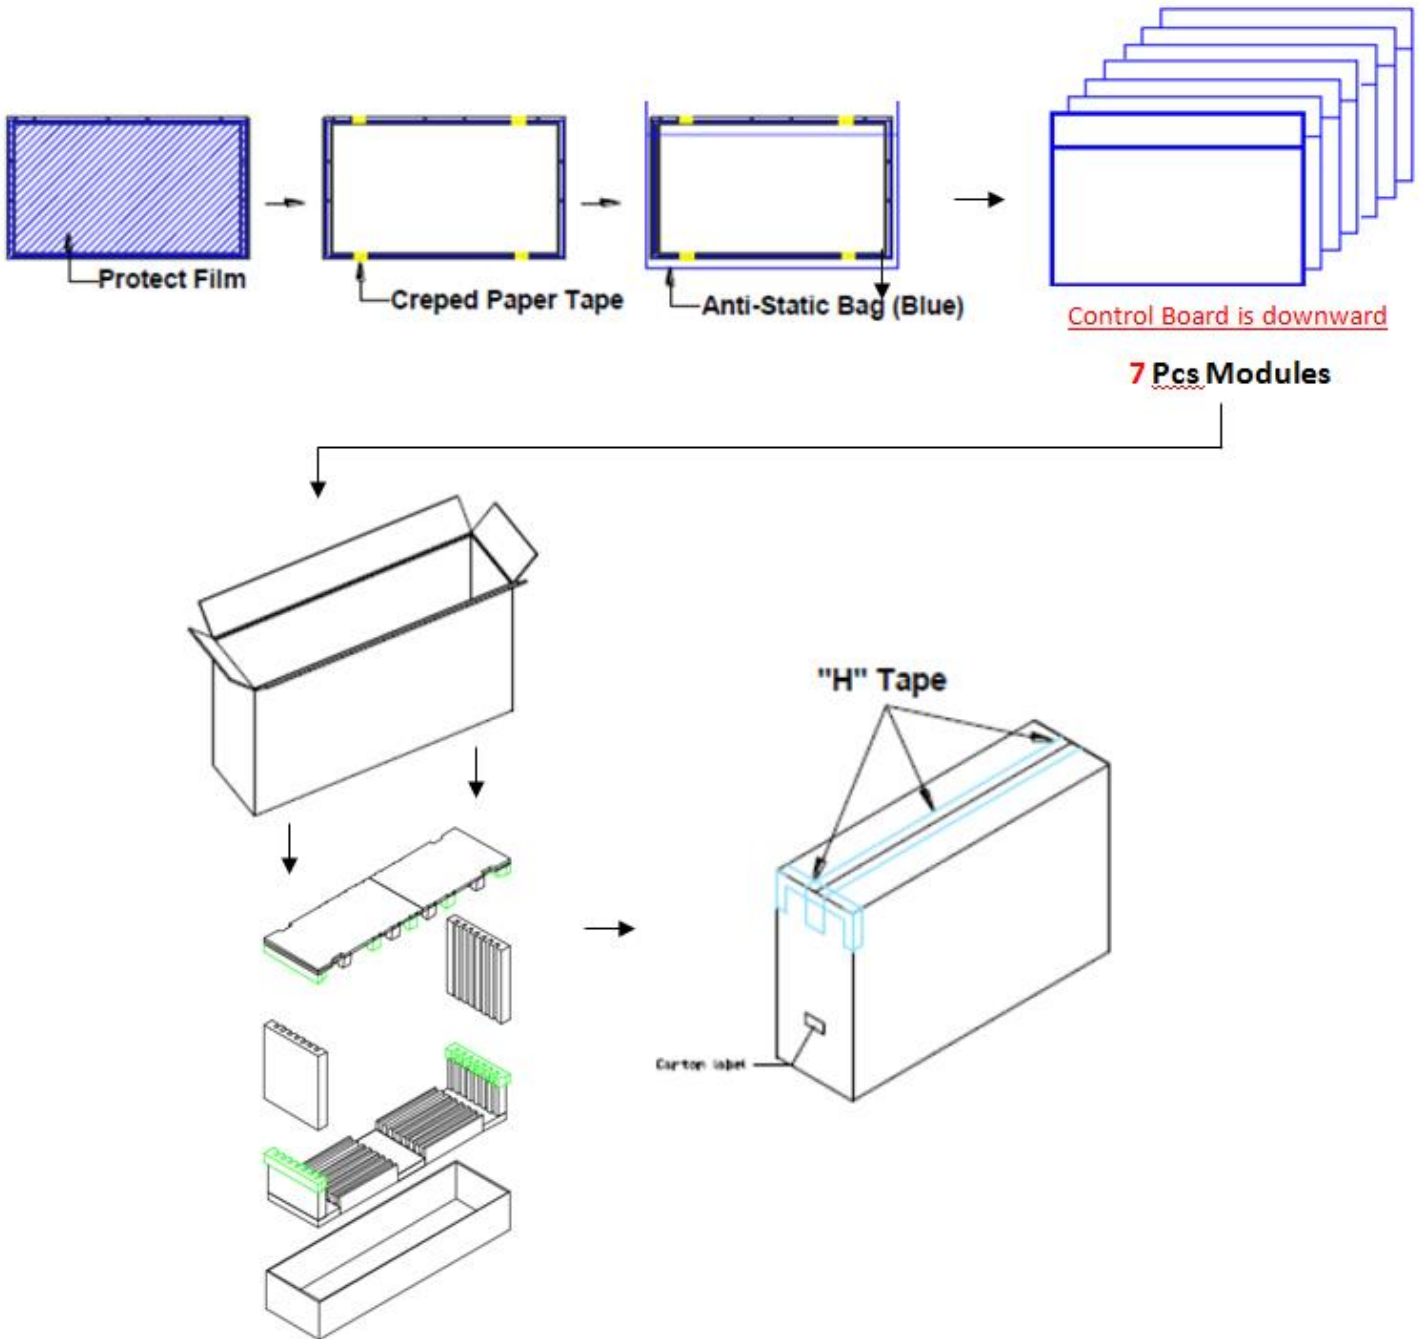 Protect Film
Creped Paper Tape
Anti-Static Bag (Blue)
Control Board is downward
7 Pcs Modules
"H" Tape
Carton label